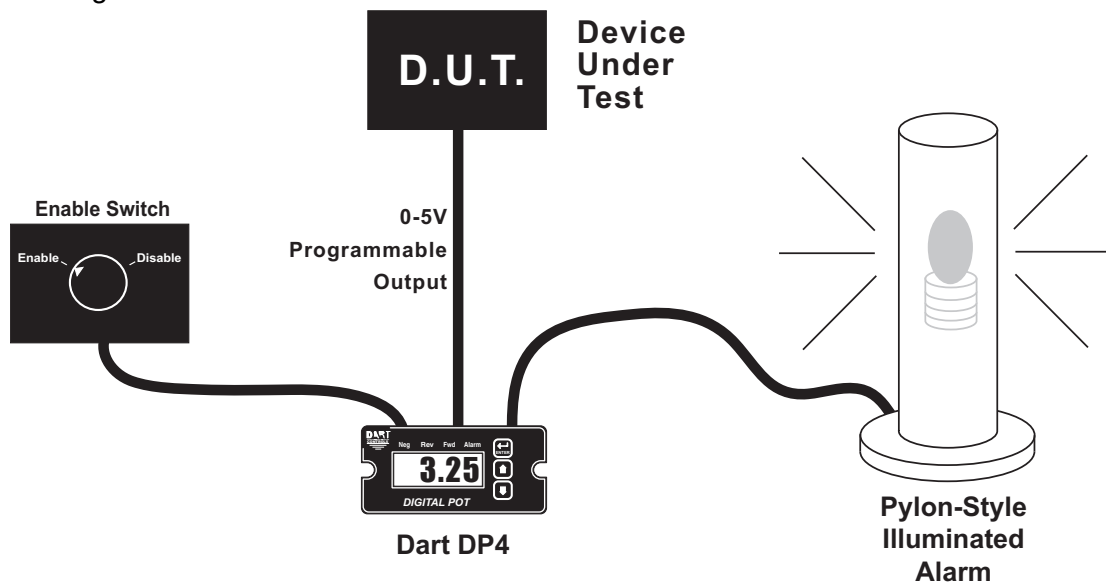 D.U.T.
Device
Under
Test
Enable Switch
Enable
Disable
0-5V
Programmable
Output
DART
Neg Rev Fwd Alarm
ENTER
3.25
DIGITAL POT
Dart DP4
Pylon-Style
Illuminated
Alarm